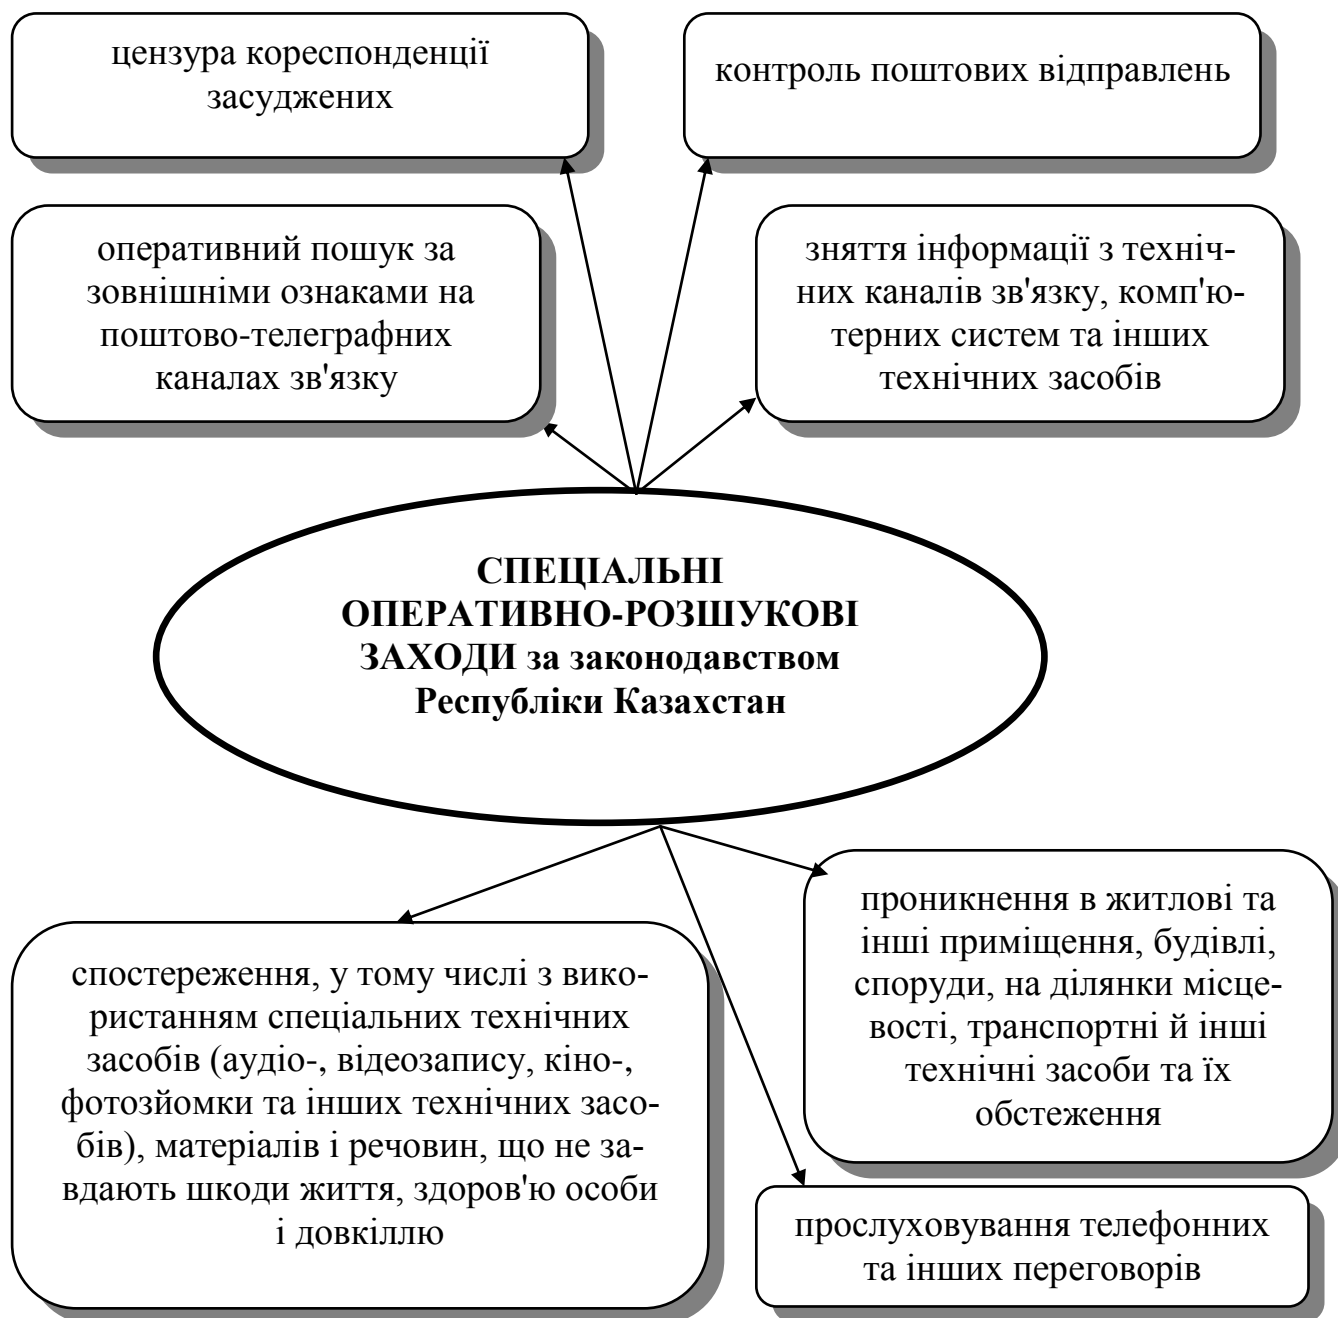 цензура кореспонденції
засуджених
контроль поштових відправлень
оперативний пошук за
зовнішніми ознаками на
поштово-телеграфних
каналах зв'язку
зняття інформації з техніч-
них каналів зв'язку, комп'ю-
терних систем та інших
технічних засобів
СПЕЦІАЛЬНІ
ОПЕРАТИВНО-РОЗШУКОВІ
ЗАХОДИ за законодавством
Республіки Казахстан
спостереження, у тому числі з вико-
ристанням спеціальних технічних
засобів (аудіо-, відеозапису, кіно-,
фотозйомки та інших технічних засо-
бів), матеріалів і речовин, що не за-
вдають шкоди життя, здоров'ю особи
і довкіллю
проникнення в житлові та
інші приміщення, будівлі,
споруди, на ділянки місце-
вості, транспортні й інші
технічні засоби та їх
обстеження
прослуховування телефонних
та інших переговорів